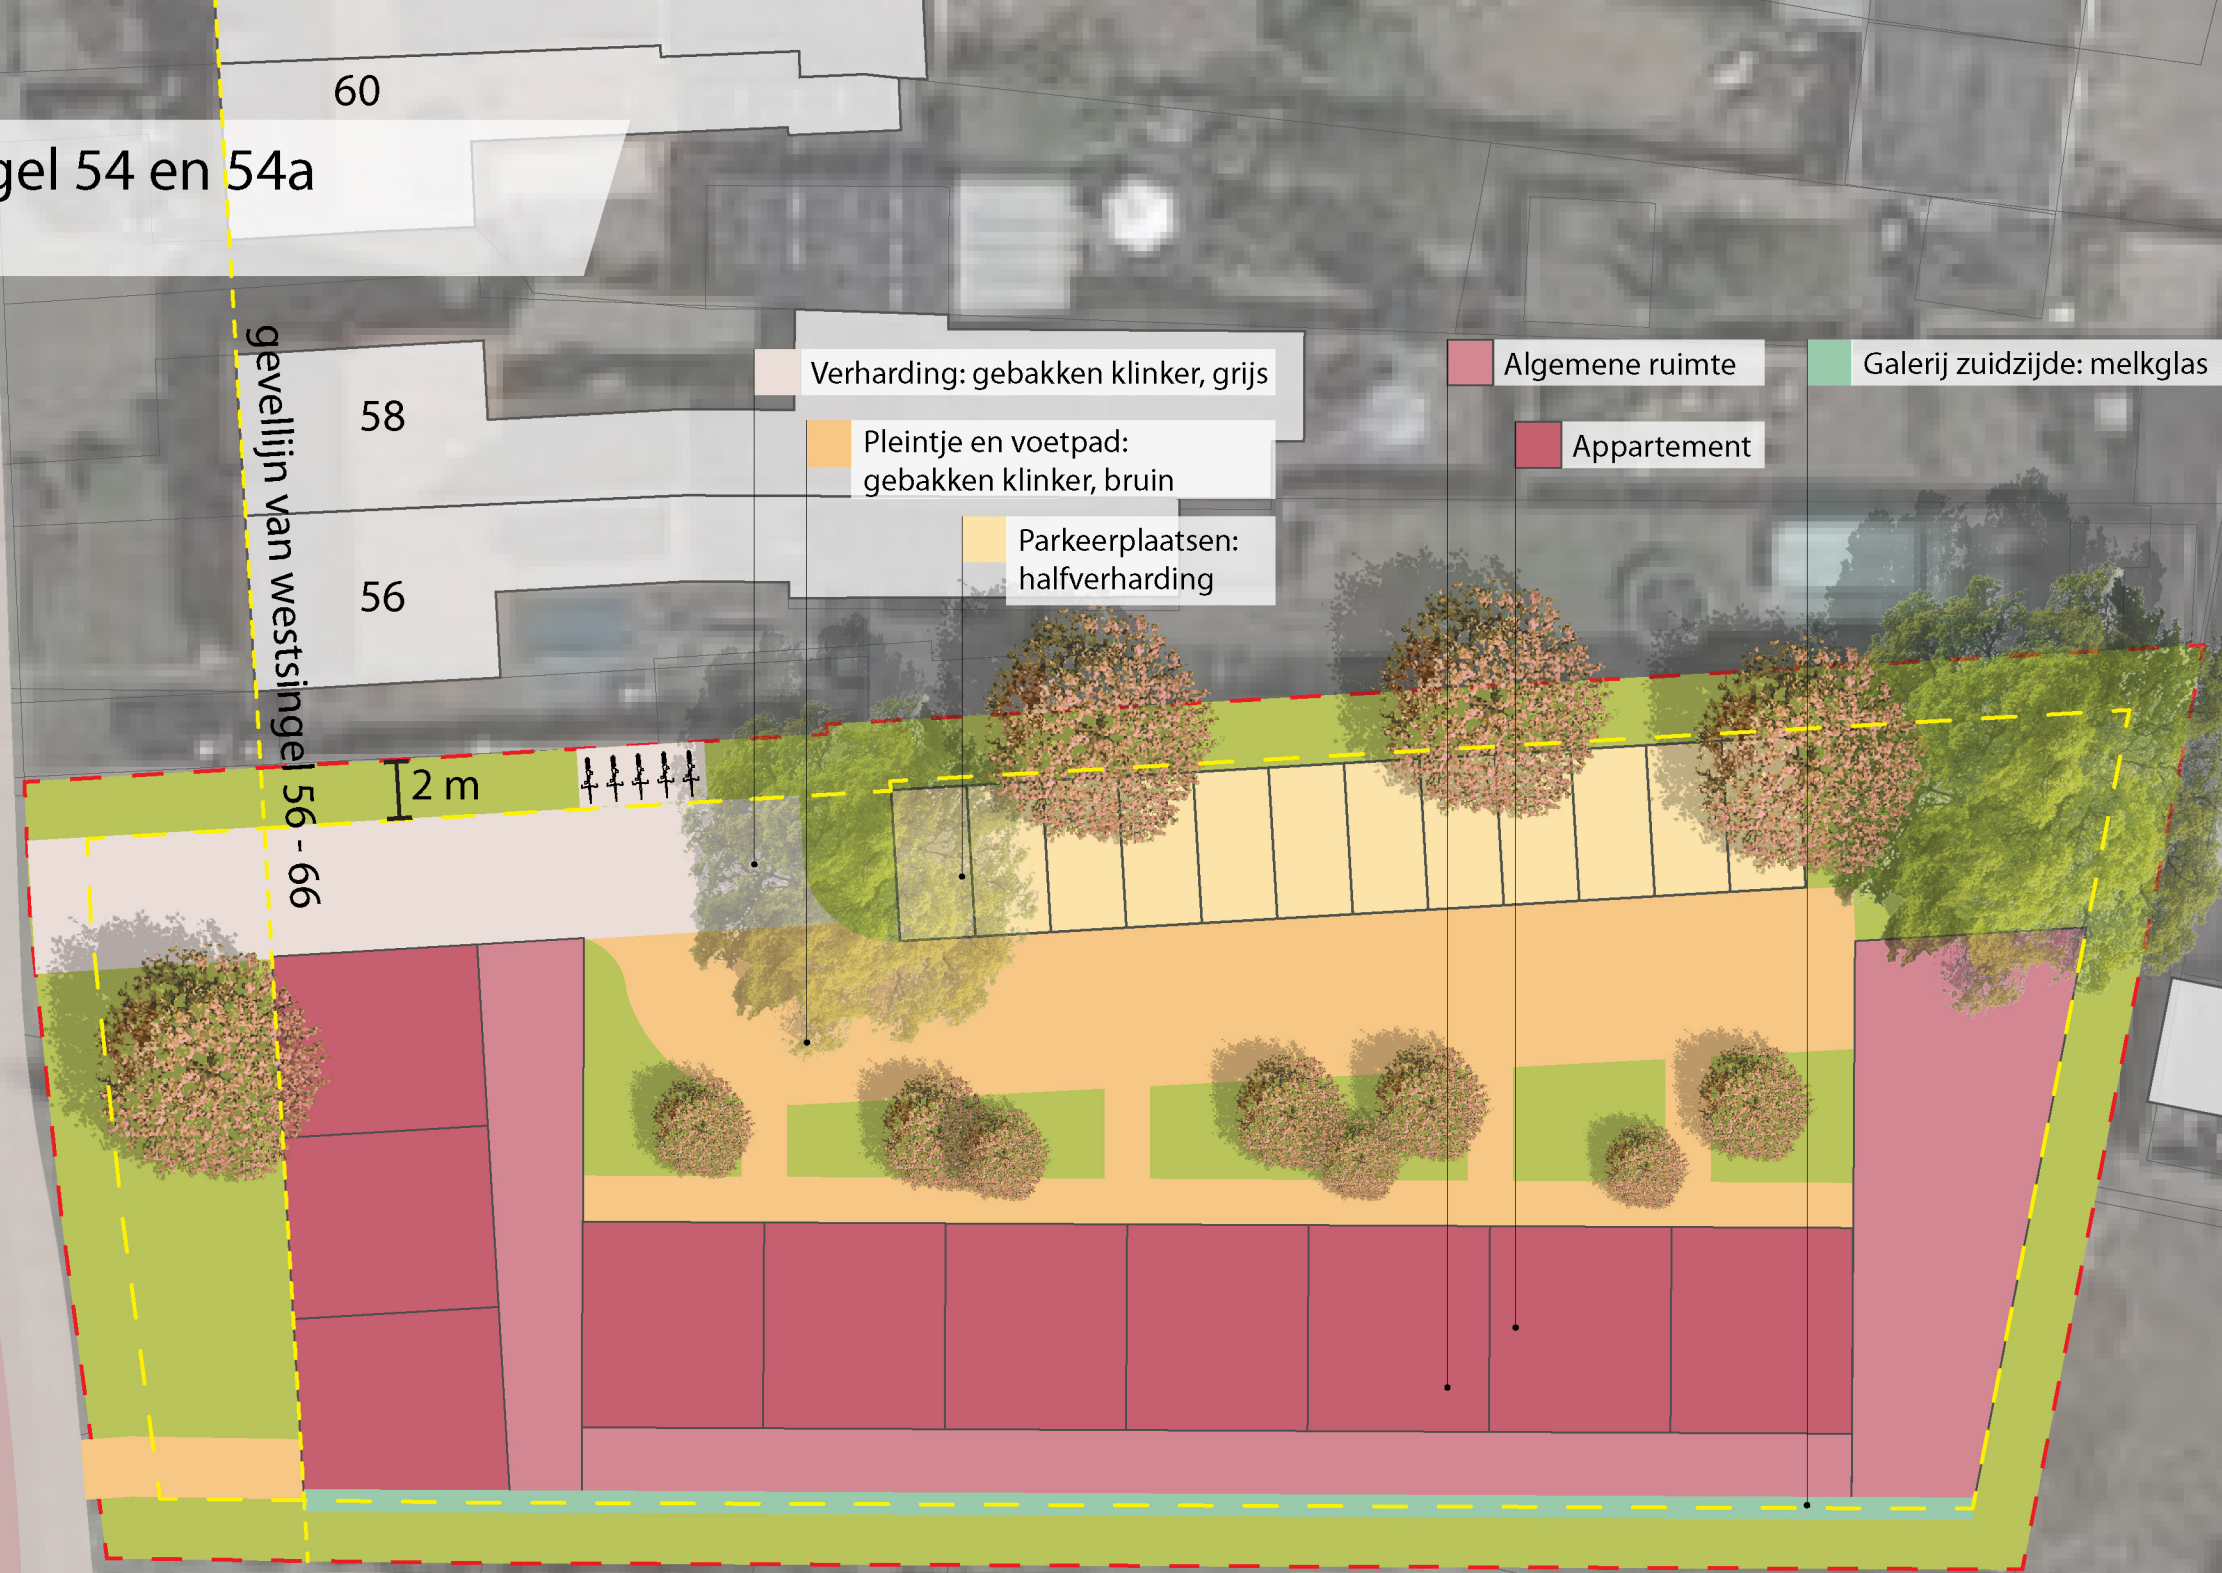 60
gel 54 en 54a
gevellijn van westsingel 56 - 66
58
56
Verharding: gebakken klinker, grijs
Pleintje en voetpad:
gebakken klinker, bruin
Parkeerplaatsen:
halfverharding
Algemene ruimte
Appartement
Galerij zuidzijde: melkglas
2 m